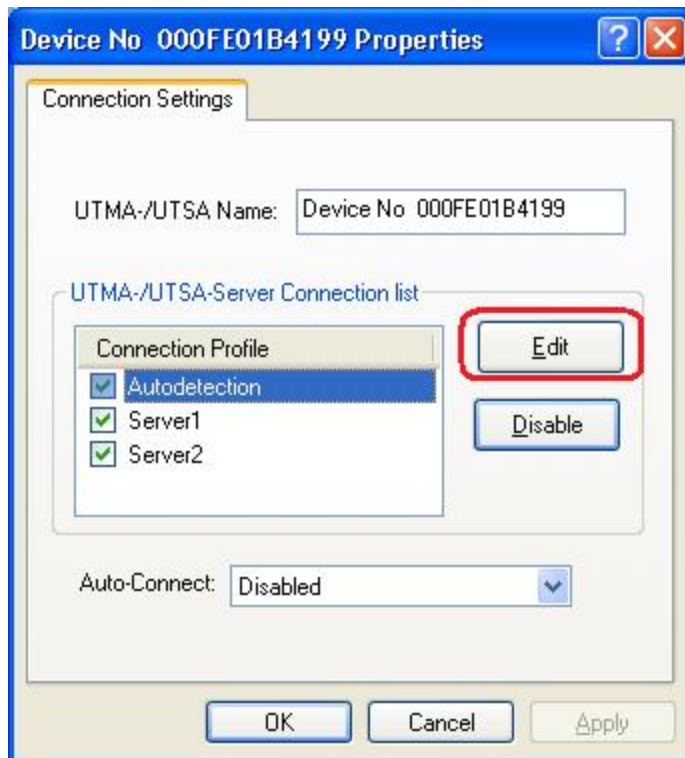 Device No 000FE01B4199 Properties
Connection Settings
UTMA-/UTSA Name: Device No 000FE01B4199
UTMA-/UTSA-Server Connection list
Connection Profile
Autodetection
Server1
Server2
Edit
Disable
Auto-Connect: Disabled
OK Cancel Apply